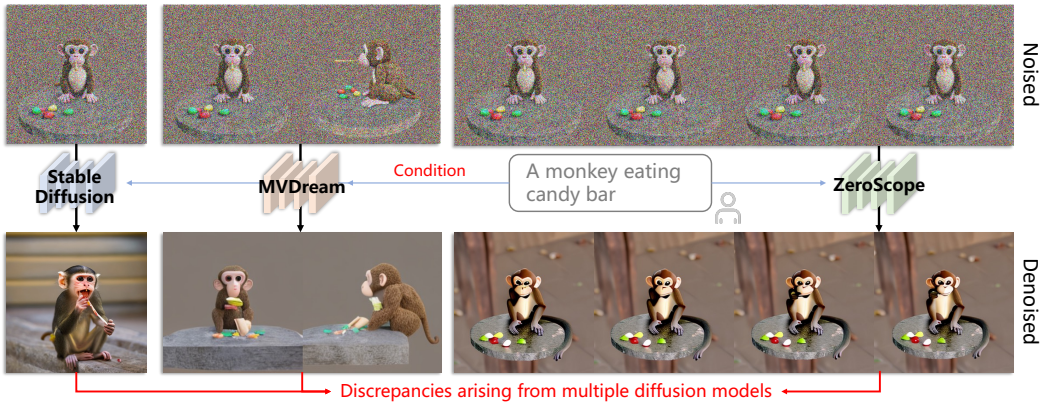 Noised
Stable
Diffusion
MVDream
Condition
A monkey eating
candy bar
ZeroScope
Denoised
Discrepancies arising from multiple diffusion models